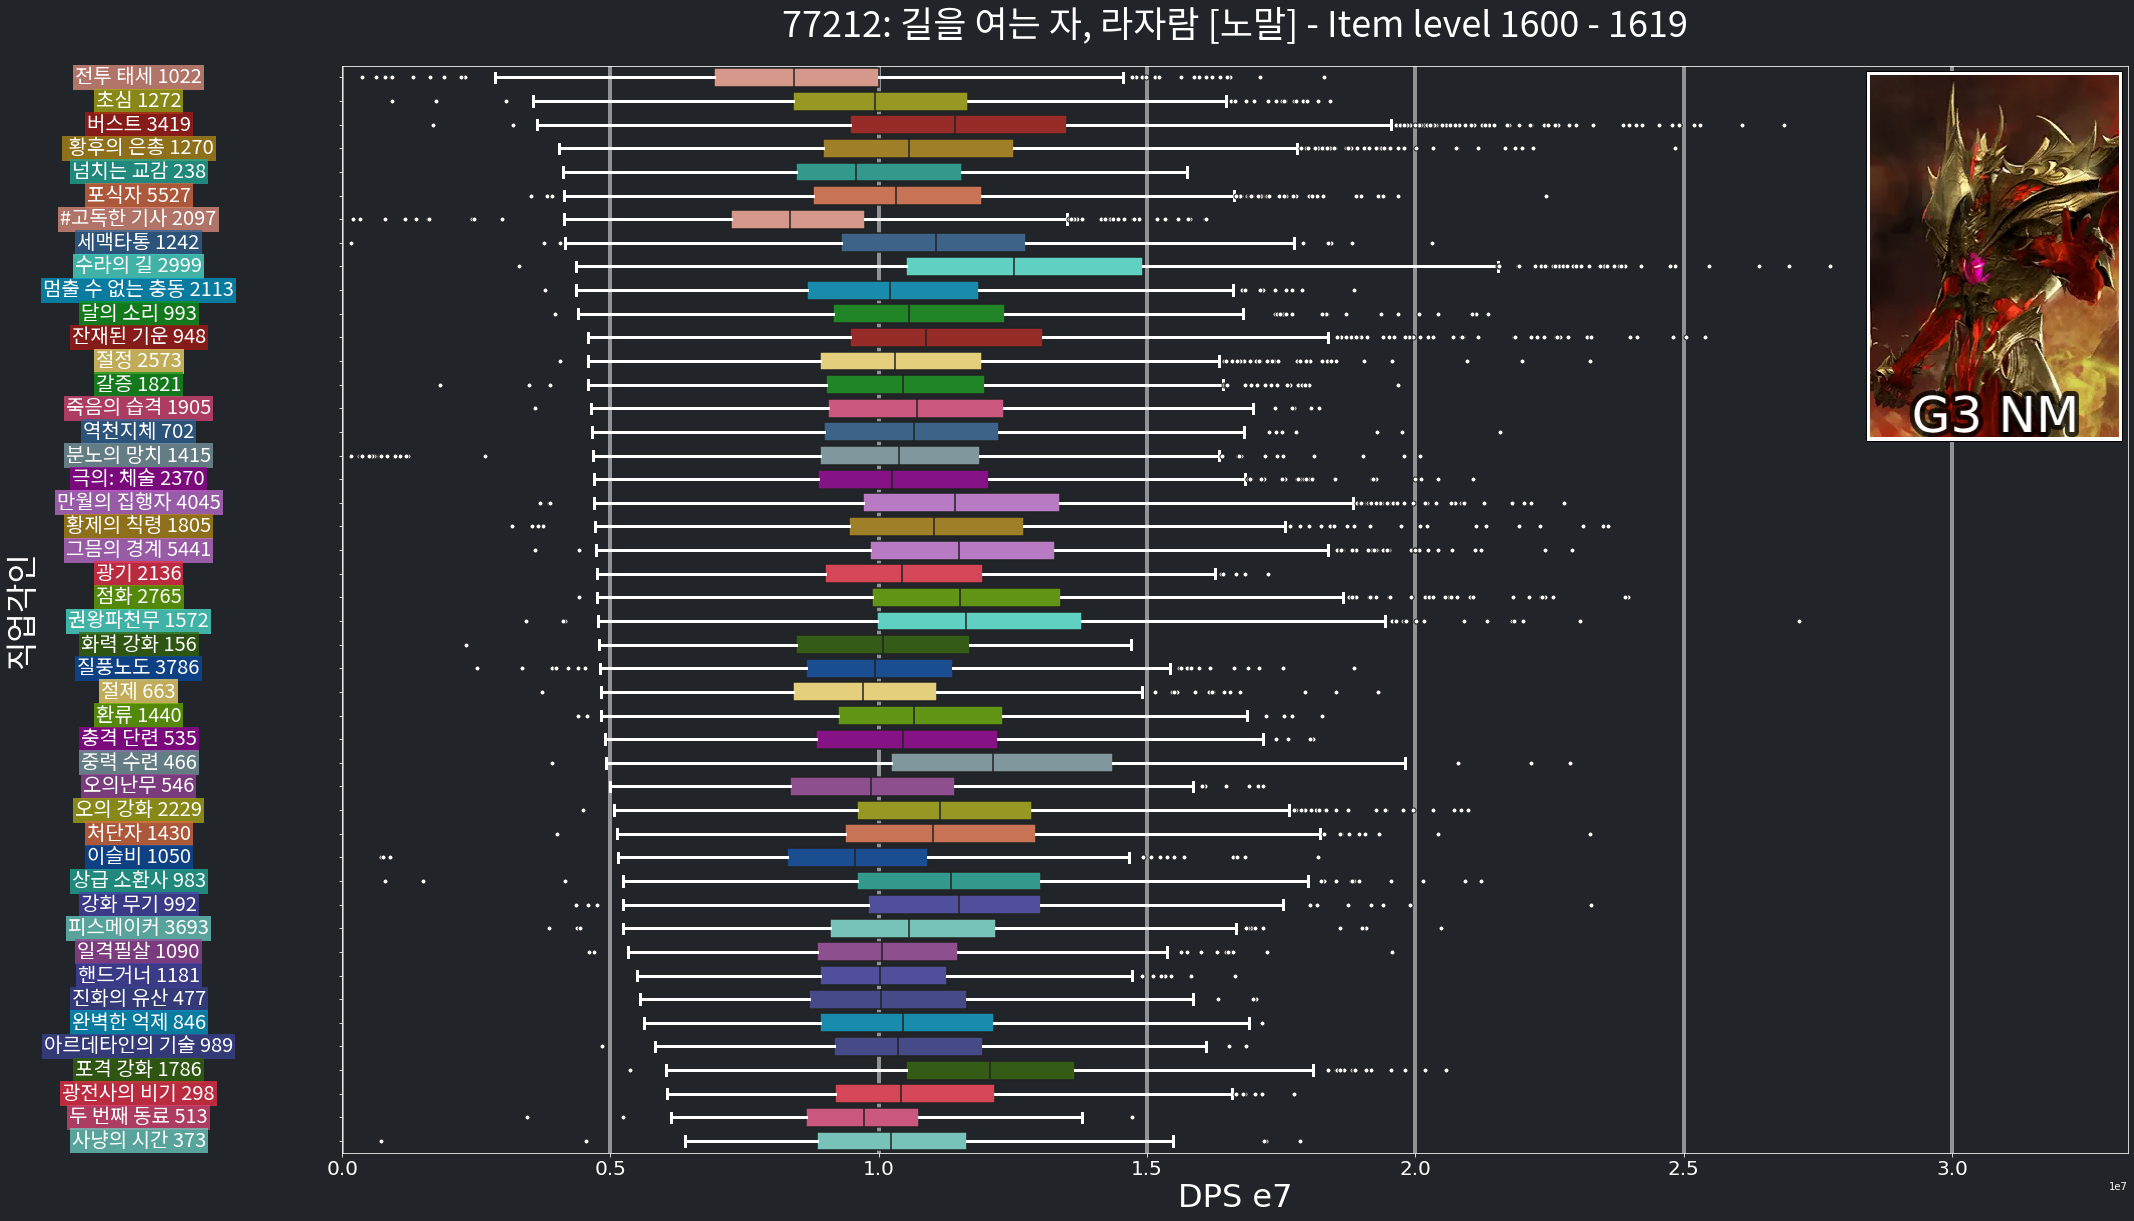 77212: 길을 여는 자, 라자람 [노말] - Item level 1600 - 1619
전투 태세 1022
초심 1272
버스트 3419
황후의 은총 1270
넘치는 교감 238
포식자 5527
#고독한 기사 2097
세맥타통 1242
수라의 길 2999
멈출 수 없는 충동 2113
달의 소리 993
잔재된 기운 948
절정 2573
갈증 1821
죽음의 습격 1905
역천지체 702
분노의 망치 1415
극의: 체술 2370
만월의 집행자 4045
황제의 칙령 1805
그믐의 경계 5441
광기 2136
점화 2765
권왕파천무 1572
화력 강화 156
질풍노도 3786
절제 663
환류 1440
충격 단련 535
중력 수련 466
오의난무 546
오의 강화 2229
처단자 1430
이슬비 1050
상급 소환사 983
강화 무기 992
피스메이커 3693
일격필살 1090
핸드거너 1181
진화의 유산 477
완벽한 억제 846
아르데타인의 기술 989
포격 강화 1786
광전사의 비기 298
두 번째 동료 513
사냥의 시간 373
직업각인
G3 NM
0.0 0.5 1.0 1.5 2.0 2.5 3.0
DPS e7
1e7